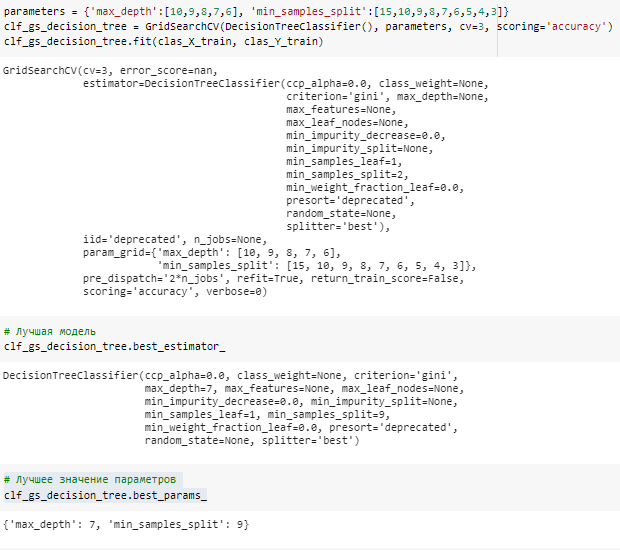 parameters = {'max_depth':[10,9,8,7,6], 'min_samples_split':[15,10,9,8,7,6,5,4,3]}
clf_gs_decision_tree = GridSearchCV(DecisionTreeClassifier(), parameters, cv=3, scoring='accuracy')
clf_gs_decision_tree.fit(clas_X_train, clas_Y_train)
GridSearchCV(cv=3, error_score=nan,
estimator=DecisionTreeClassifier(ccp_alpha=0.0, class_weight=None,
criterion='gini', max_depth=None,
max_features=None,
max_leaf_nodes=None,
min_impurity_decrease=0.0,
min_impurity_split=None,
min_samples_leaf=1,
min_samples_split=2,
min_weight_fraction_leaf=0.0,
presort='deprecated',
random_state=None,
splitter='best'),
iid='deprecated', n_jobs=None,
param_grid={'max_depth': [10, 9, 8, 7, 6],
'min_samples_split': [15, 10, 9, 8, 7, 6, 5, 4, 3]},
pre_dispatch='2*n_jobs', refit=True, return_train_score=False,
scoring='accuracy', verbose=0)
# Лучшая модель
clf_gs_decision_tree.best_estimator_
DecisionTreeClassifier(ccp_alpha=0.0, class_weight=None, criterion='gini',
max_depth=7, max_features=None, max_leaf_nodes=None,
min_impurity_decrease=0.0, min_impurity_split=None,
min_samples_leaf=1, min_samples_split=9,
min_weight_fraction_leaf=0.0, presort='deprecated',
random_state=None, splitter='best')
# Лучшее значение параметров
clf_gs_decision_tree.best_params_
{'max_depth': 7, 'min_samples_split': 9}